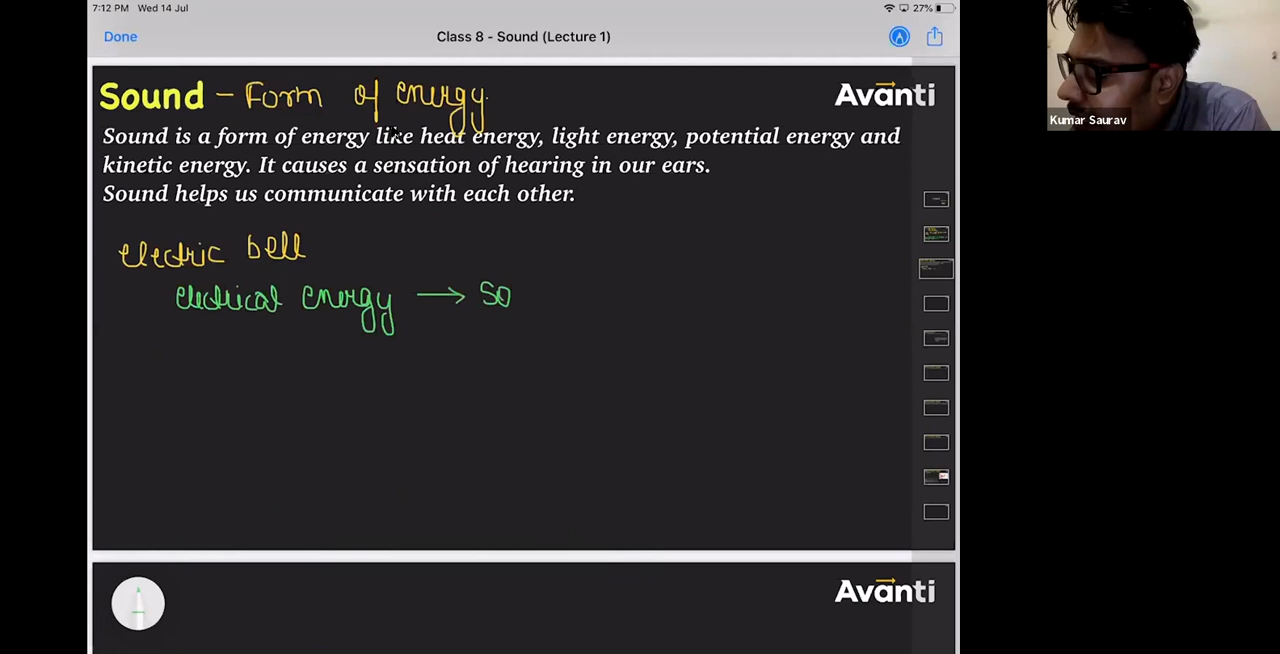 7:12 PM Wed 14 Jul 27%
Done Class 8 - Sound (Lecture 1)
Sound - Form of energy.
Avanti
Sound is a form of energy like heat energy, light energy, potential energy and
kinetic energy. It causes a sensation of hearing in our ears.
Sound helps us communicate with each other.
electric bell
electrical energy → So
Avanti
Kumar Saurav